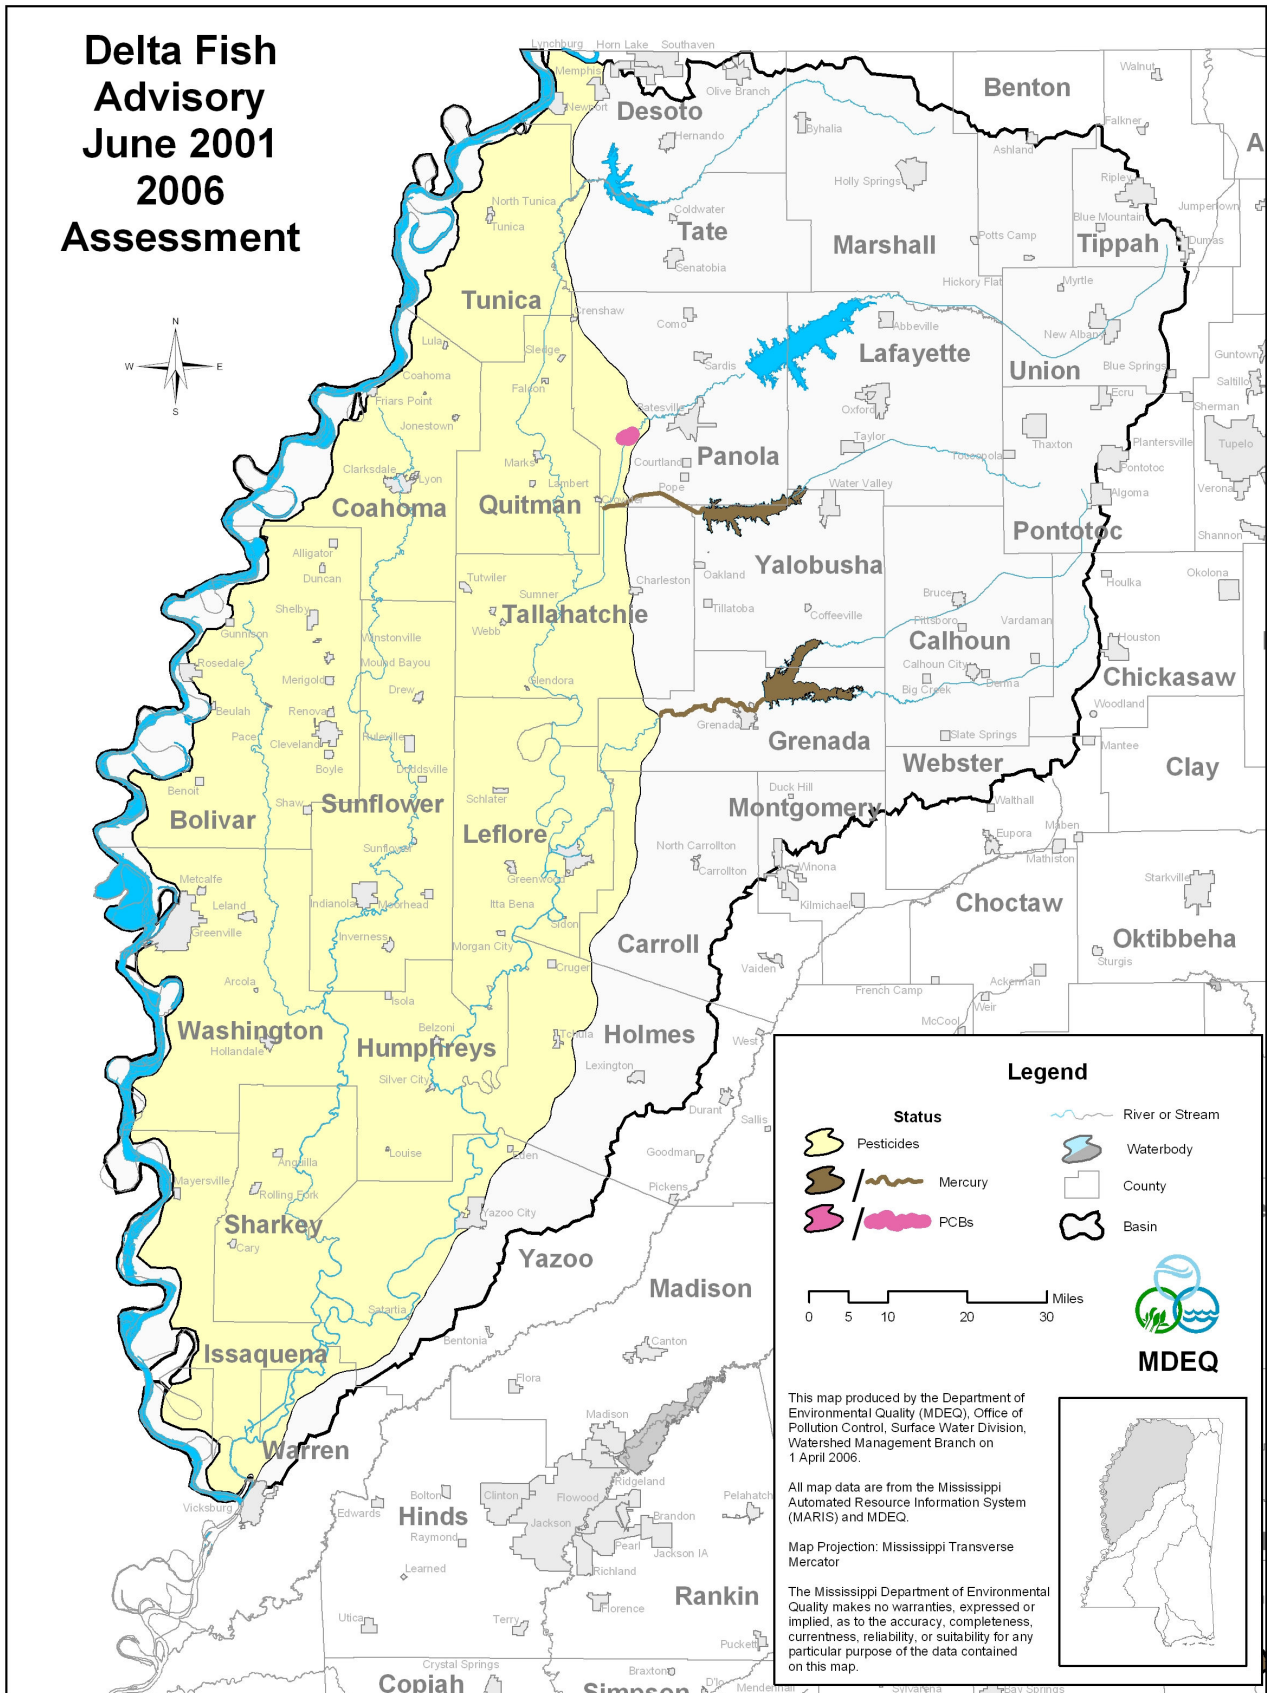 Delta Fish
Advisory
June 2001
2006
Assessment
N
W
E
S
Lynchburg
Horn Lake
Southaven
Memphis
Olive Branch
Walnut
Benton
Newport
Desoto
Hernando
Byhalia
Falkner
Ashland
Holly Springs
Ripley
North Tunica
Tunica
Coldwater
Tate
Senatobia
Marshall
Potts Camp
Blue Mountain
Tippah
Jumpertown
Dumas
Hickory Flat
Myrtle
Tunica
Crenshaw
Como
Abbeville
New Albany
Lula
Sledge
Sardis
Lafayette
Union
Blue Springs
Guntown
Coahoma
Falcon
Saltillo
Friars Point
Batesville
Oxford
Ecru
Sherman
Jonestown
Taylor
Thaxton
Plantersville
Tupelo
Clarksdale
Lyon
Marks
Courtland
Panola
Toccopola
Pontotoc
Lambert
Pope
Water Valley
Algoma
Verona
Coahoma
Quitman
Crowder
Pontotoc
Shannon
Alligator
Duncan
Yalobusha
Tutwiler
Charleston
Oakland
Houlka
Okolona
Shelby
Sumner
Tallahatchie
Tillatoba
Coffeeville
Bruce
Pittsboro
Vardaman
Gunnison
Winstonville
Webb
Calhoun
Houston
Rosedale
Mound Bayou
Calhoun City
Merigold
Drew
Glendora
Big Creek
Derma
Chickasaw
Beulah
Renova
Grenada
Woodland
Pace
Cleveland
Ruleville
Grenada
Slate Springs
Mantee
Boyle
Doddsville
Webster
Clay
Benoit
Schlater
Duck Hill
Bolivar
Shaw
Sunflower
Leflore
Montgomery
Walthall
Sunflower
North Carrollton
Eupora
Maben
Mathiston
Metcalfe
Greenwood
Carrollton
Winona
Starkville
Leland
Indianola
Moorhead
Itta Bena
Kilmichael
Choctaw
Greenville
Inverness
Morgan City
Sidon
Carroll
Oktibbeha
Arcola
Cruger
Vaiden
Sturgis
Isola
French Camp
Ackerman
Weir
Washington
Belzoni
Tchula
Holmes
McCool
Hollandale
Humphreys
West
Silver City
Lexington
Durant
Sallis
Anguilla
Louise
Eden
Goodman
Mayersville
Rolling Fork
Pickens
Sharkey
Yazoo City
Cary
Yazoo
Madison
Satartia
Bentonia
Canton
Issaquena
Flora
Madison
Warren
Ridgeland
Vicksburg
Bolton
Clinton
Flowood
Pelahatch
Edwards
Hinds
Jackson
Brandon
Raymond
Pearl
Jackson IA
Learned
Richland
Rankin
Florence
Utica
Terry
Puckett
Crystal Springs
Braxton
D'lo
Mendenhall
Copiah
Simpson
Sylvarena
Bay Springs
Legend
Status
Pesticides
Mercury
PCBs
River or Stream
Waterbody
County
Basin
Miles
0 5 10 20 30
MDEQ
This map produced by the Department of
Environmental Quality (MDEQ), Office of
Pollution Control, Surface Water Division,
Watershed Management Branch on
1 April 2006.
All map data are from the Mississippi
Automated Resource Information System
(MARIS) and MDEQ.
Map Projection: Mississippi Transverse
Mercator
The Mississippi Department of Environmental
Quality makes no warranties, expressed or
implied, as to the accuracy, completeness,
currentness, reliability, or suitability for any
particular purpose of the data contained
on this map.